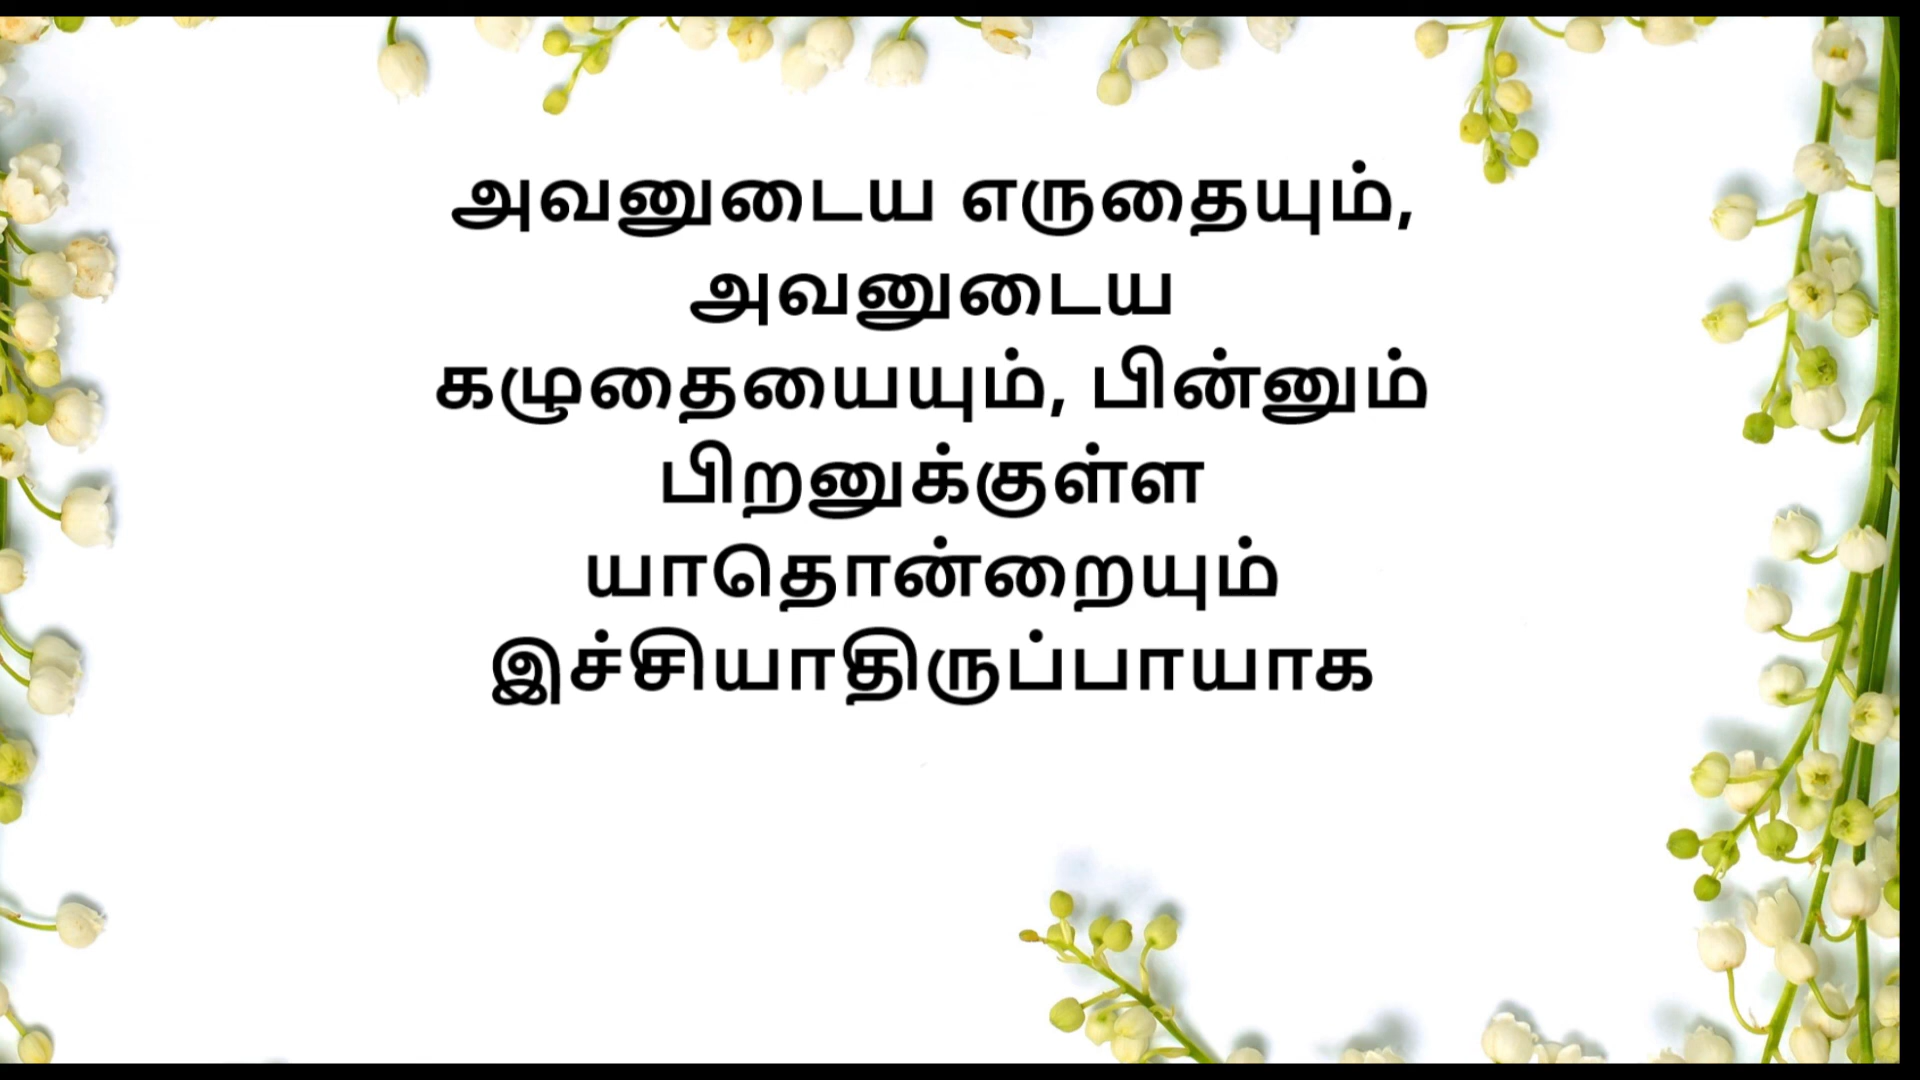 அவனுடைய எருதையும்,
அவனுடைய
கழுதையையும், பின்னும்
பிறனுக்குள்ள
யாதொன்றையும்
இச்சியாதிருப்பாயாக